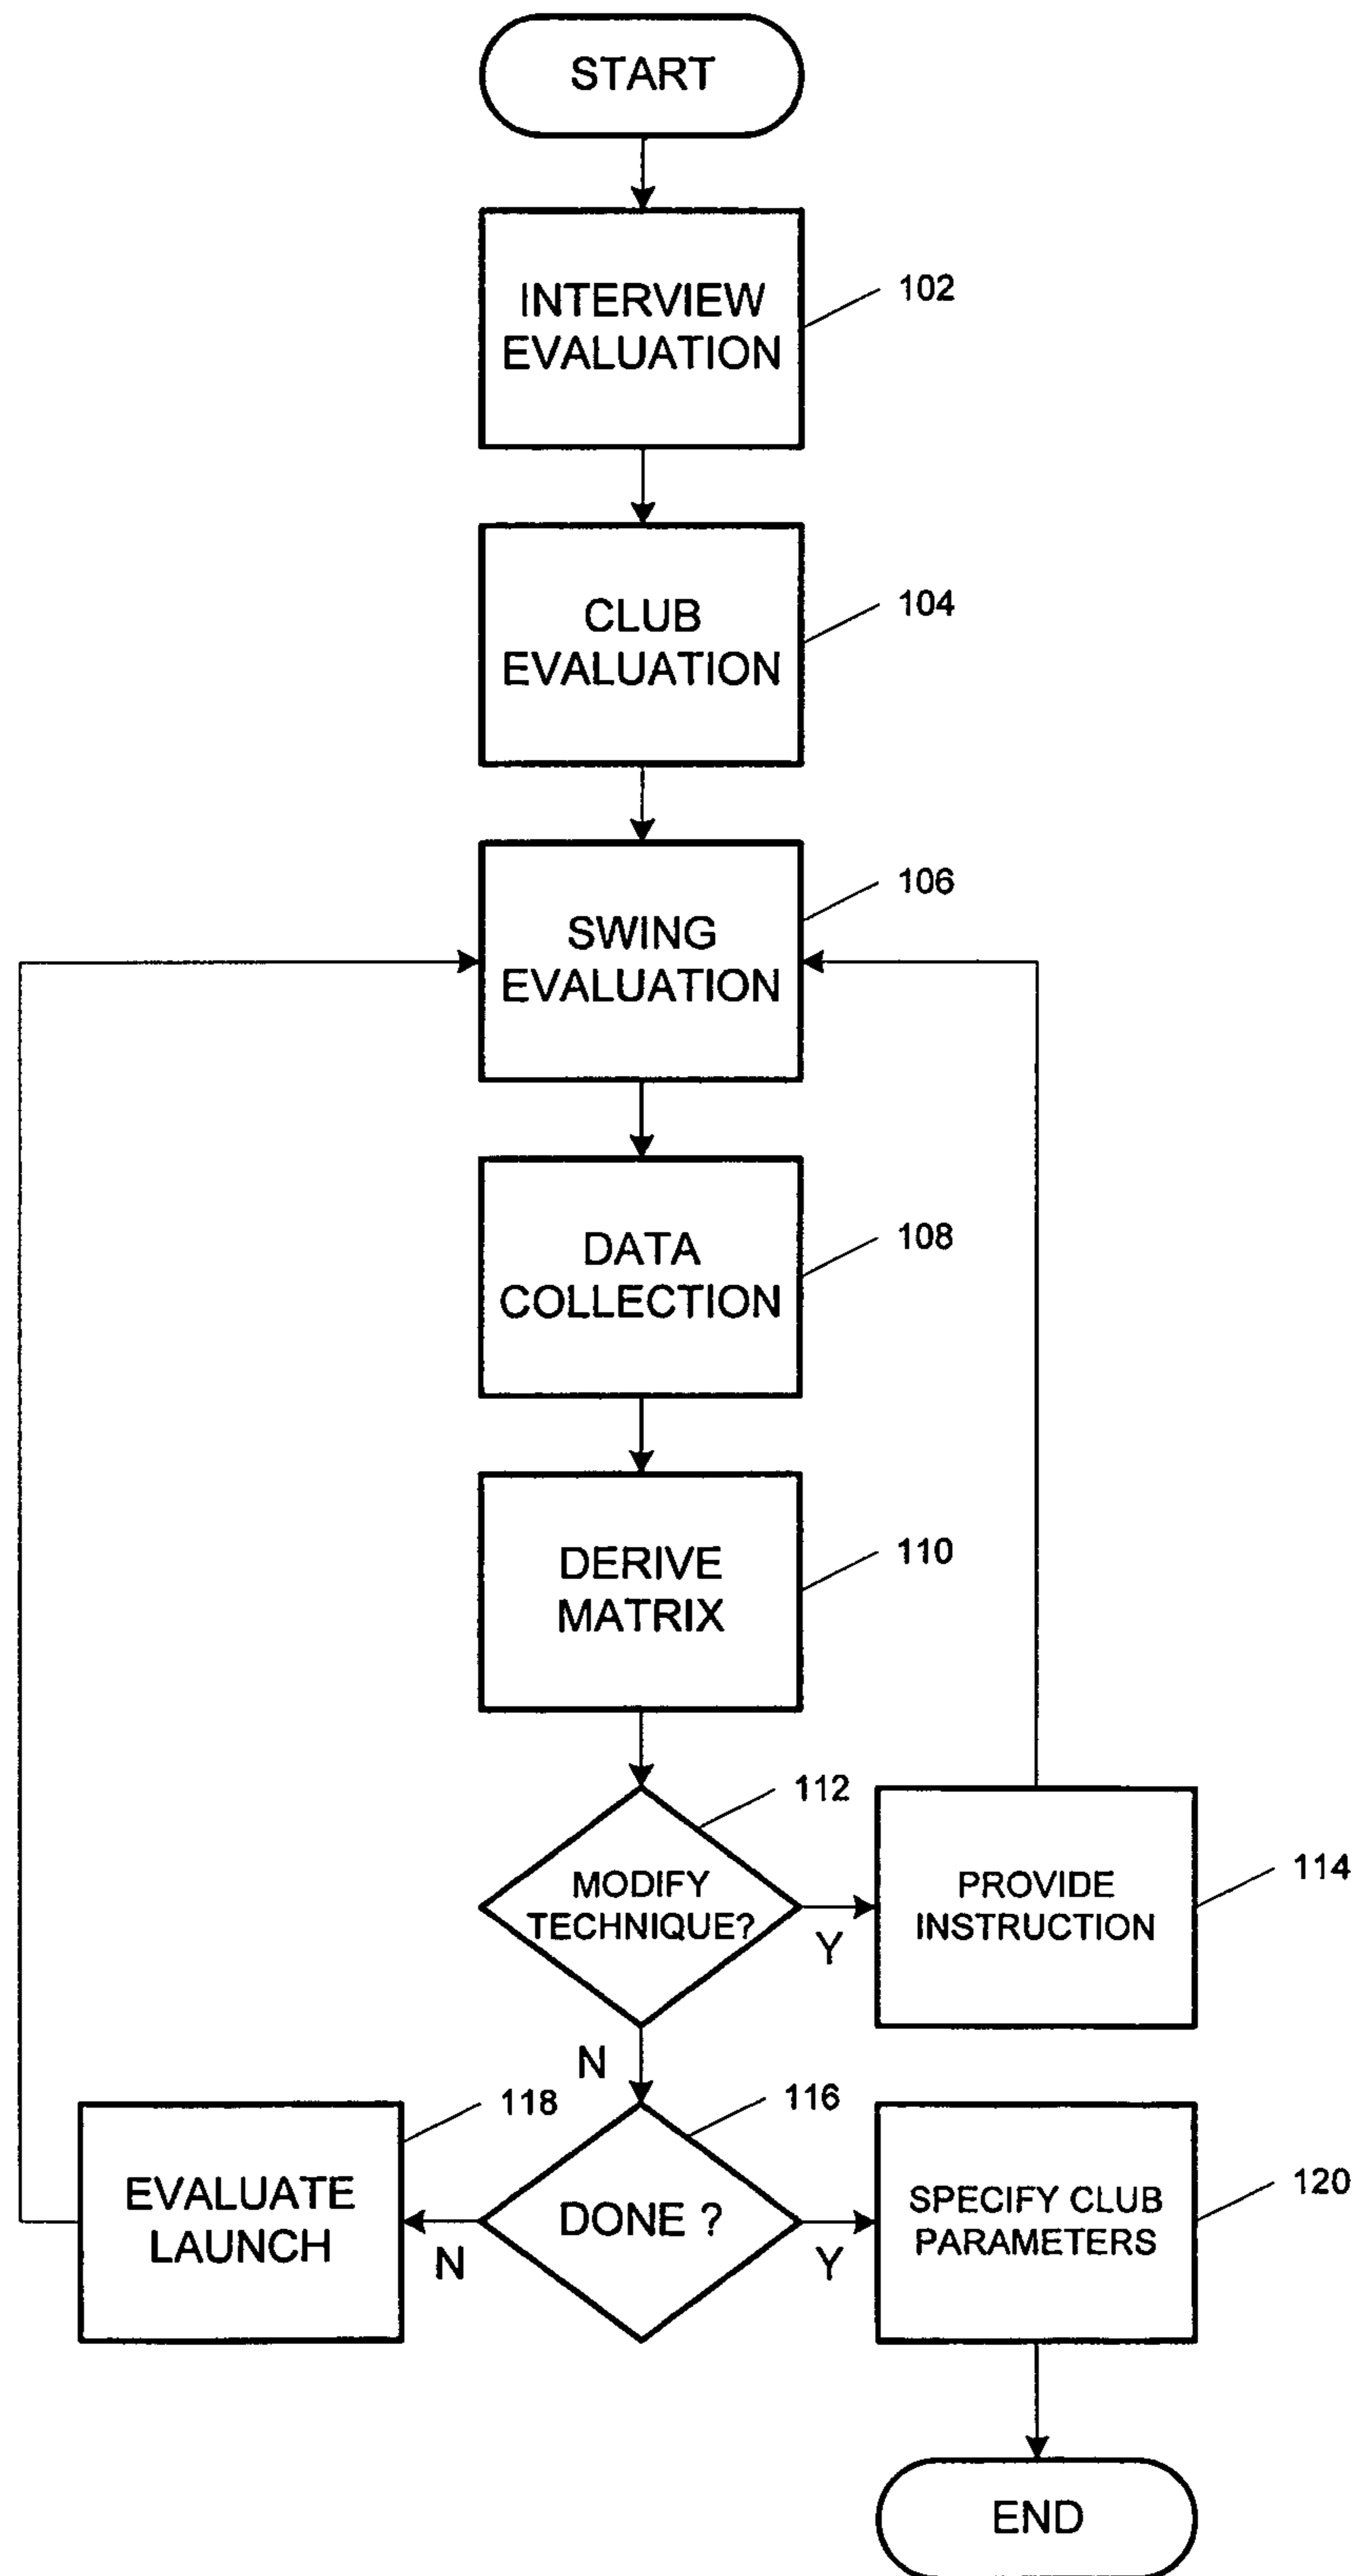 START
INTERVIEW
EVALUATION
102
CLUB
EVALUATION
104
SWING
EVALUATION
106
DATA
COLLECTION
108
DERIVE
MATRIX
110
MODIFY
TECHNIQUE?
112
Y
PROVIDE
INSTRUCTION
114
N
DONE ?
116
N
EVALUATE
LAUNCH
118
Y
SPECIFY CLUB
PARAMETERS
120
END